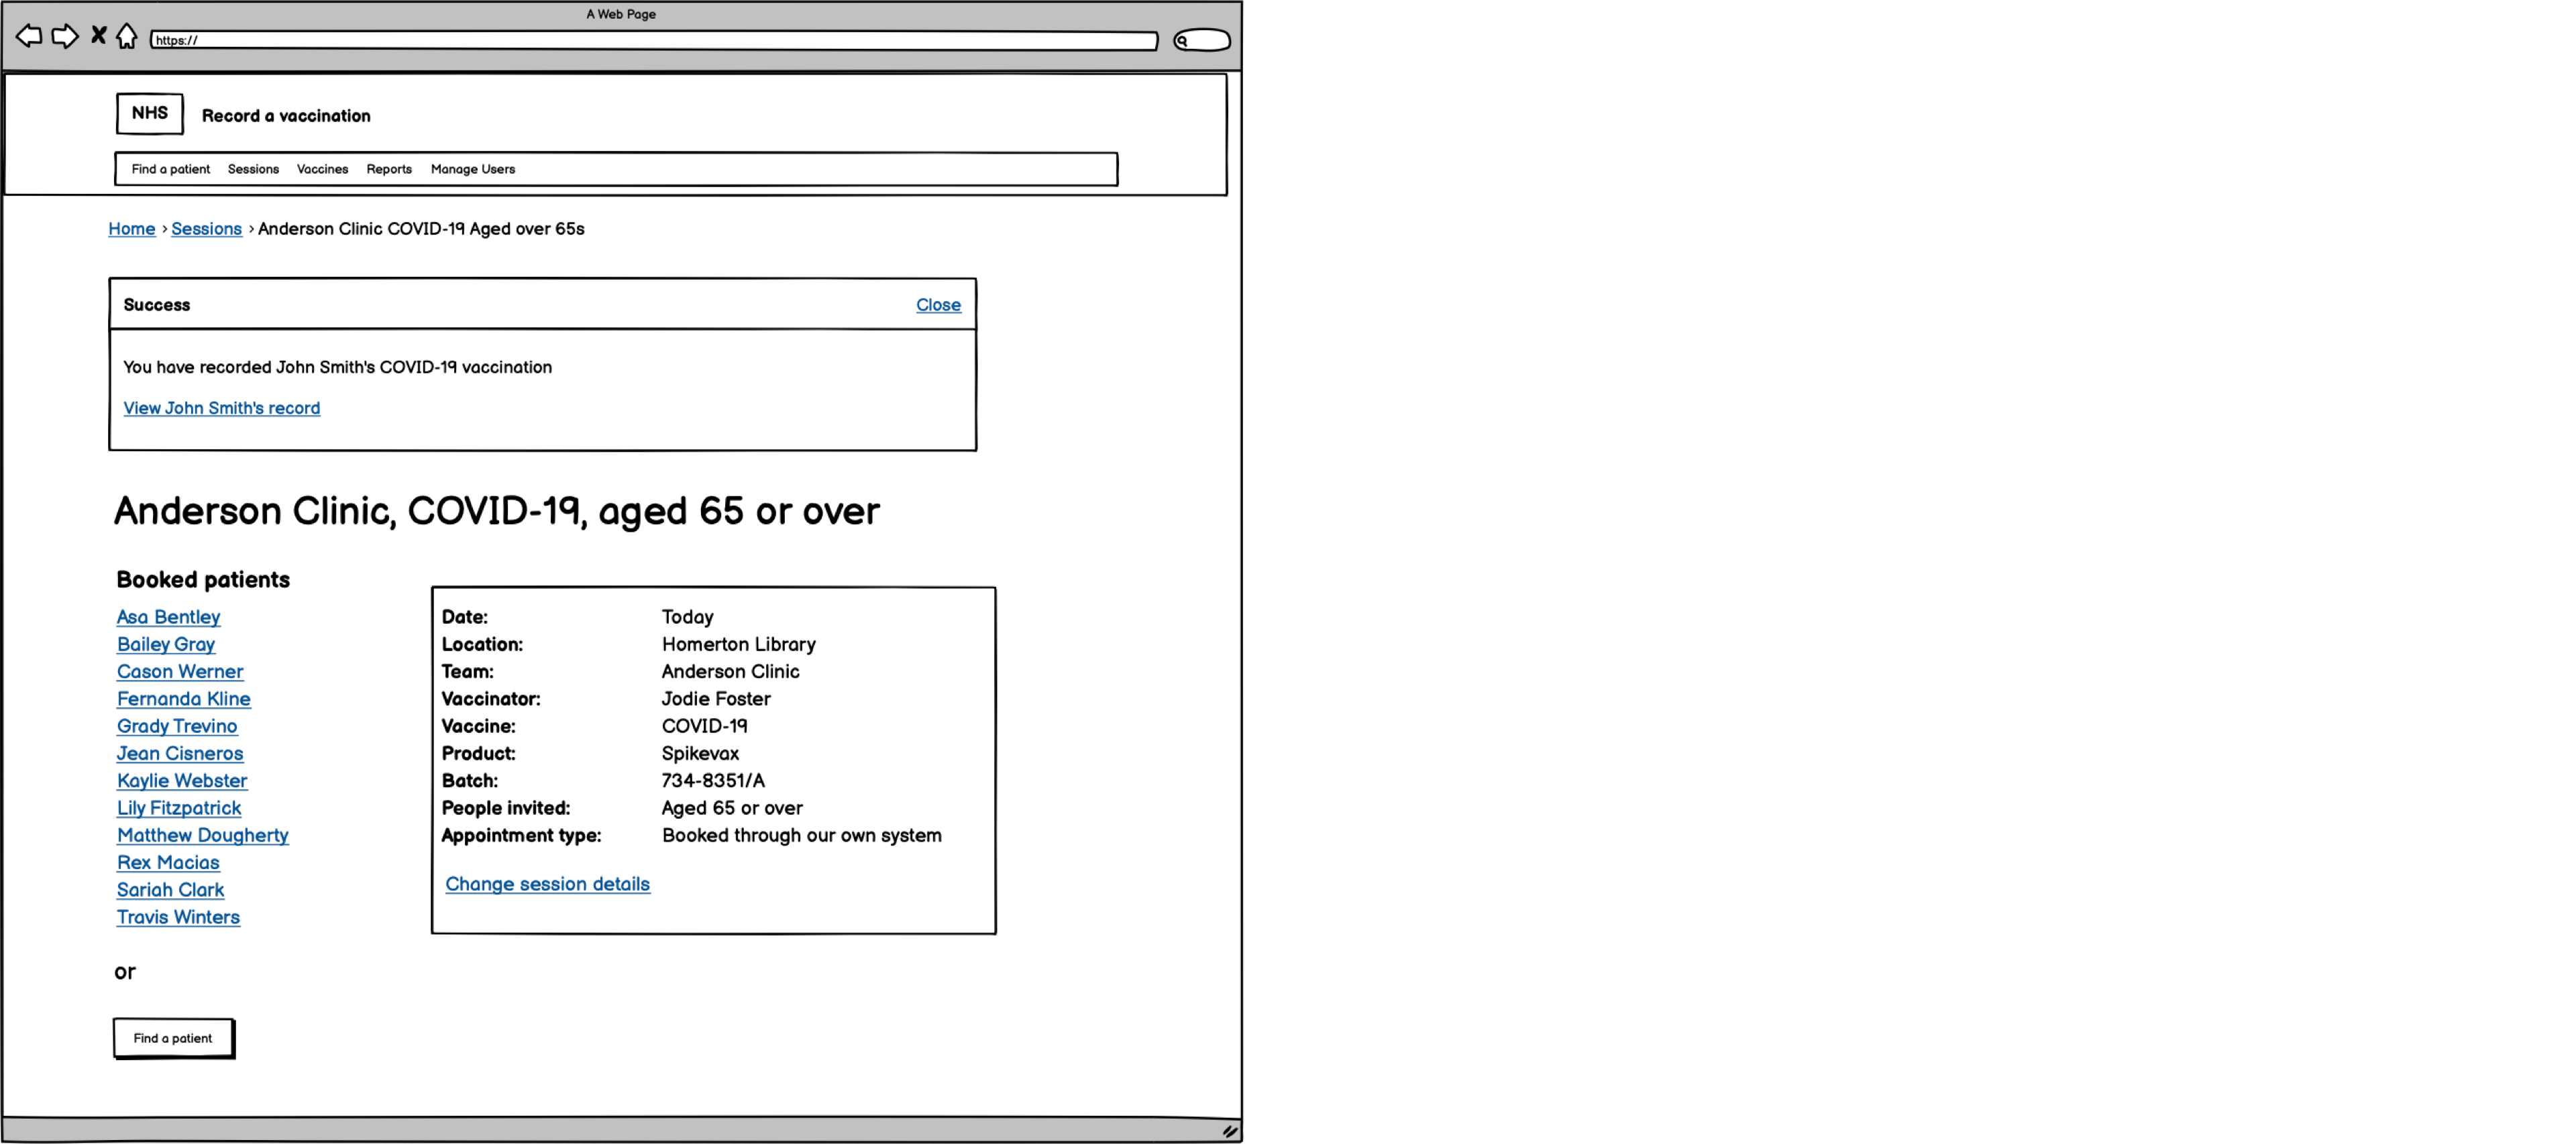 A Web Page
https://
NHS Record a vaccination
Find a patient Sessions Vaccines Reports Manage Users
Home › Sessions › Anderson Clinic COVID-19 Aged over 65s
Success Close
You have recorded John Smith's COVID-19 vaccination
View John Smith's record
Anderson Clinic, COVID-19, aged 65 or over
Booked patients
Asa Bentley
Bailey Gray
Cason Werner
Fernanda Kline
Grady Trevino
Jean Cisneros
Kaylie Webster
Lily Fitzpatrick
Matthew Dougherty
Rex Macias
Sariah Clark
Travis Winters
Date: Today
Location: Homerton Library
Team: Anderson Clinic
Vaccinator: Jodie Foster
Vaccine: COVID-19
Product: Spikevax
Batch: 734-8351/A
People invited: Aged 65 or over
Appointment type: Booked through our own system
Change session details
or
Find a patient